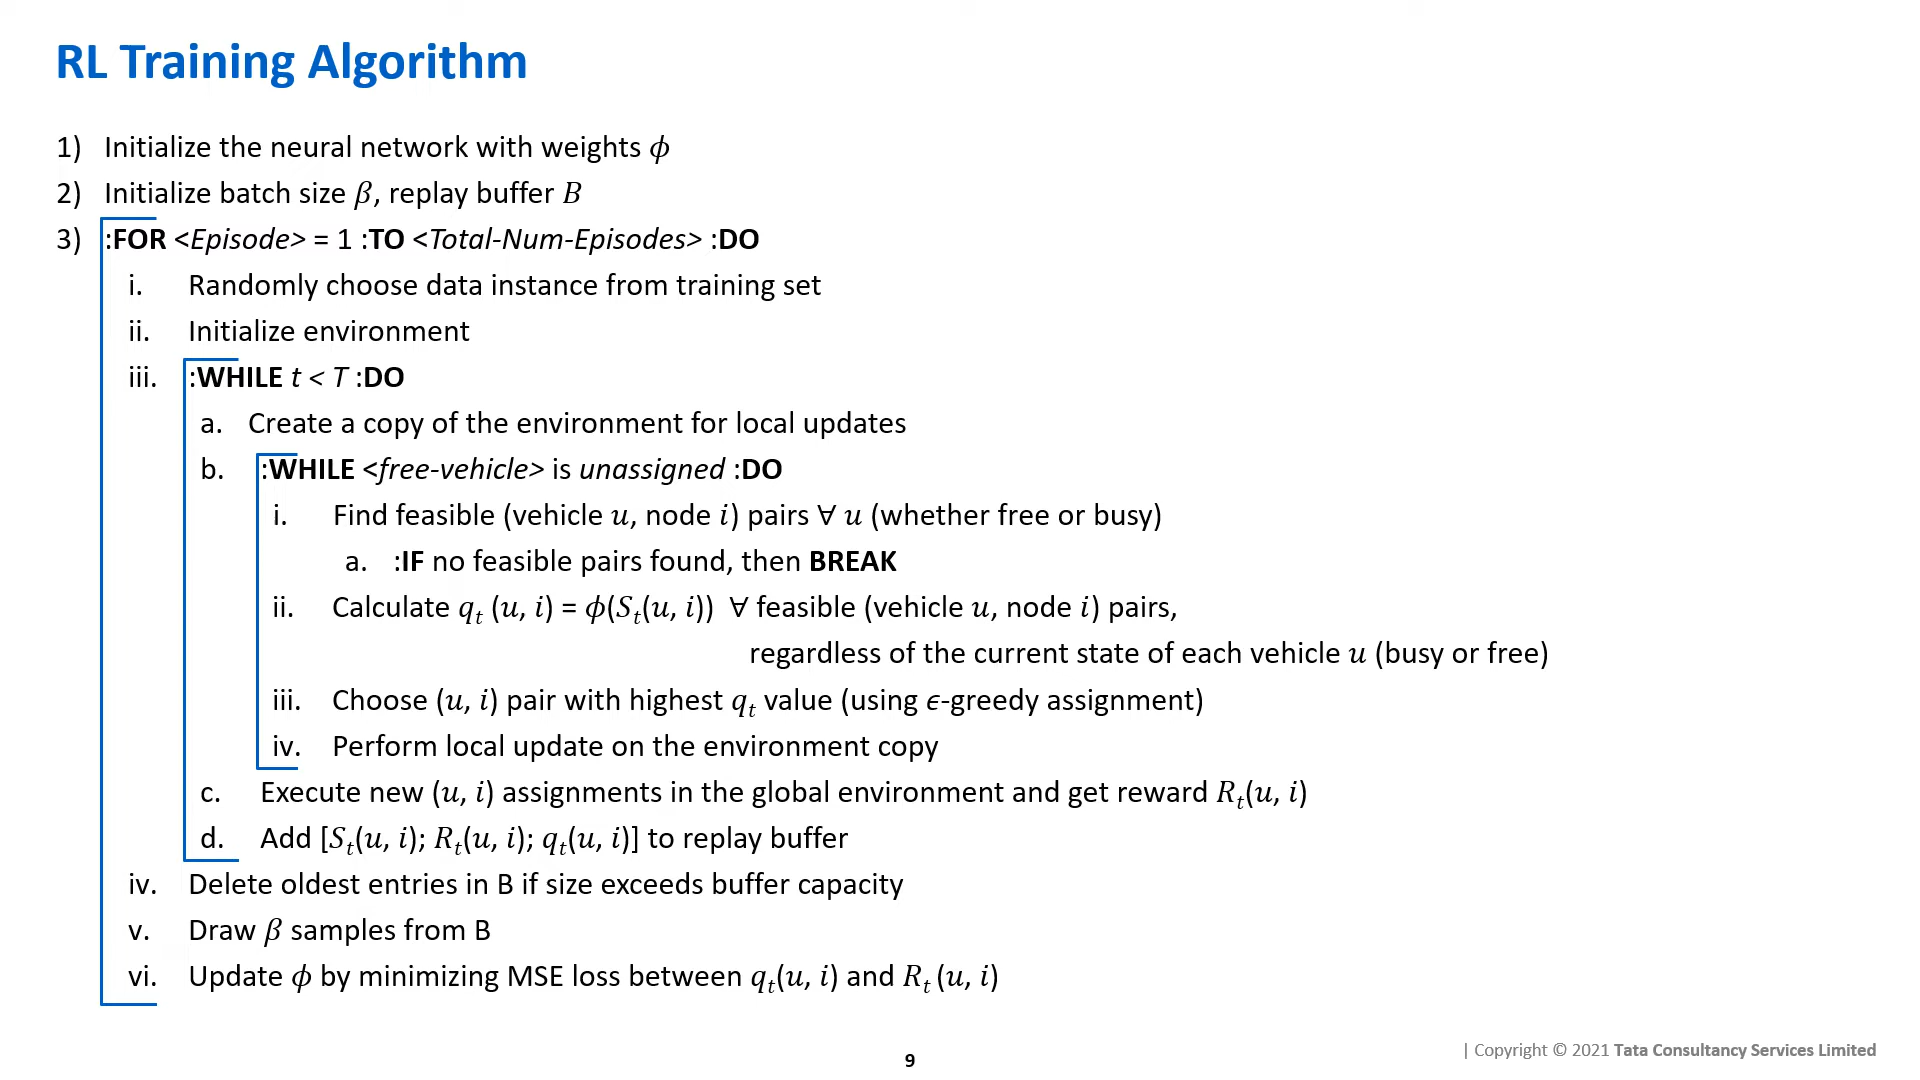 RL Training Algorithm
1) Initialize the neural network with weights ϕ
2) Initialize batch size β, replay buffer B
3) :FOR <Episode> = 1 :TO <Total-Num-Episodes> :DO
i. Randomly choose data instance from training set
ii. Initialize environment
iii. :WHILE t < T :DO
a. Create a copy of the environment for local updates
b. :WHILE <free-vehicle> is unassigned :DO
i. Find feasible (vehicle u, node i) pairs ∀ u (whether free or busy)
a. :IF no feasible pairs found, then BREAK
ii. Calculate qₜ (u, i) = ϕ(Sₜ(u, i)) ∀ feasible (vehicle u, node i) pairs,
regardless of the current state of each vehicle u (busy or free)
iii. Choose (u, i) pair with highest qₜ value (using ϵ-greedy assignment)
iv. Perform local update on the environment copy
c. Execute new (u, i) assignments in the global environment and get reward Rₜ(u, i)
d. Add [Sₜ(u, i); Rₜ(u, i); qₜ(u, i)] to replay buffer
iv. Delete oldest entries in B if size exceeds buffer capacity
v. Draw β samples from B
vi. Update ϕ by minimizing MSE loss between qₜ(u, i) and Rₜ (u, i)
| Copyright © 2021 Tata Consultancy Services Limited
9